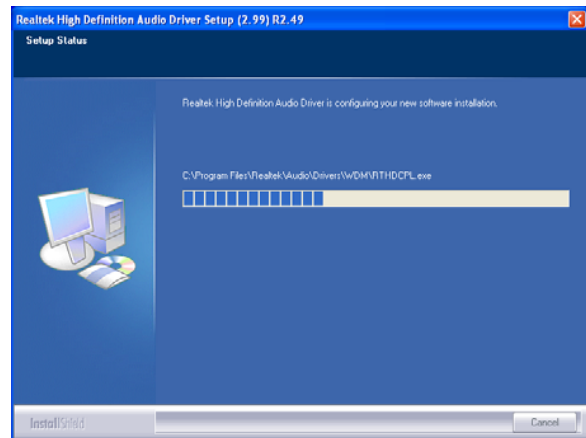 Realtek High Definition Audio Driver Setup (2.99) R2.49
Setup Status
Realtek High Definition Audio Driver is configuring your new software installation.
C:\Program Files\Realtek\Audio\Drivers\WDM\RTHDCPL.exe
InstallShield
Cancel